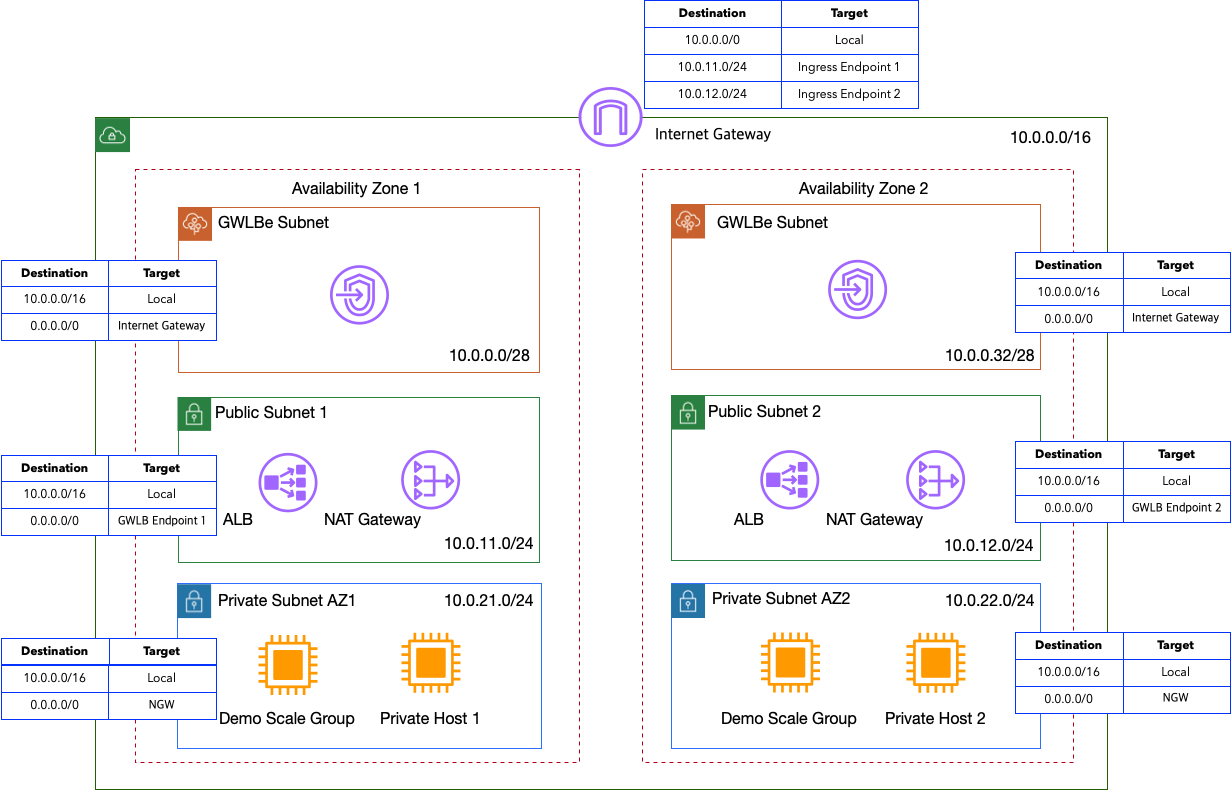 Destination Target
10.0.0.0/0 Local
10.0.11.0/24 Ingress Endpoint 1
10.0.12.0/24 Ingress Endpoint 2
Internet Gateway
10.0.0.0/16
Availability Zone 1
GWLBe Subnet
Destination Target
10.0.0.0/16 Local
0.0.0.0/0 Internet Gateway
10.0.0.0/28
Public Subnet 1
Destination Target
10.0.0.0/16 Local
0.0.0.0/0 GWLB Endpoint 1
ALB
NAT Gateway
10.0.11.0/24
Private Subnet AZ1
10.0.21.0/24
Destination Target
10.0.0.0/16 Local
0.0.0.0/0 NGW
Demo Scale Group
Private Host 1
Availability Zone 2
GWLBe Subnet
Destination Target
10.0.0.0/16 Local
0.0.0.0/0 Internet Gateway
10.0.0.32/28
Public Subnet 2
Destination Target
10.0.0.0/16 Local
0.0.0.0/0 GWLB Endpoint 2
ALB
NAT Gateway
10.0.12.0/24
Private Subnet AZ2
10.0.22.0/24
Destination Target
10.0.0.0/16 Local
0.0.0.0/0 NGW
Demo Scale Group
Private Host 2